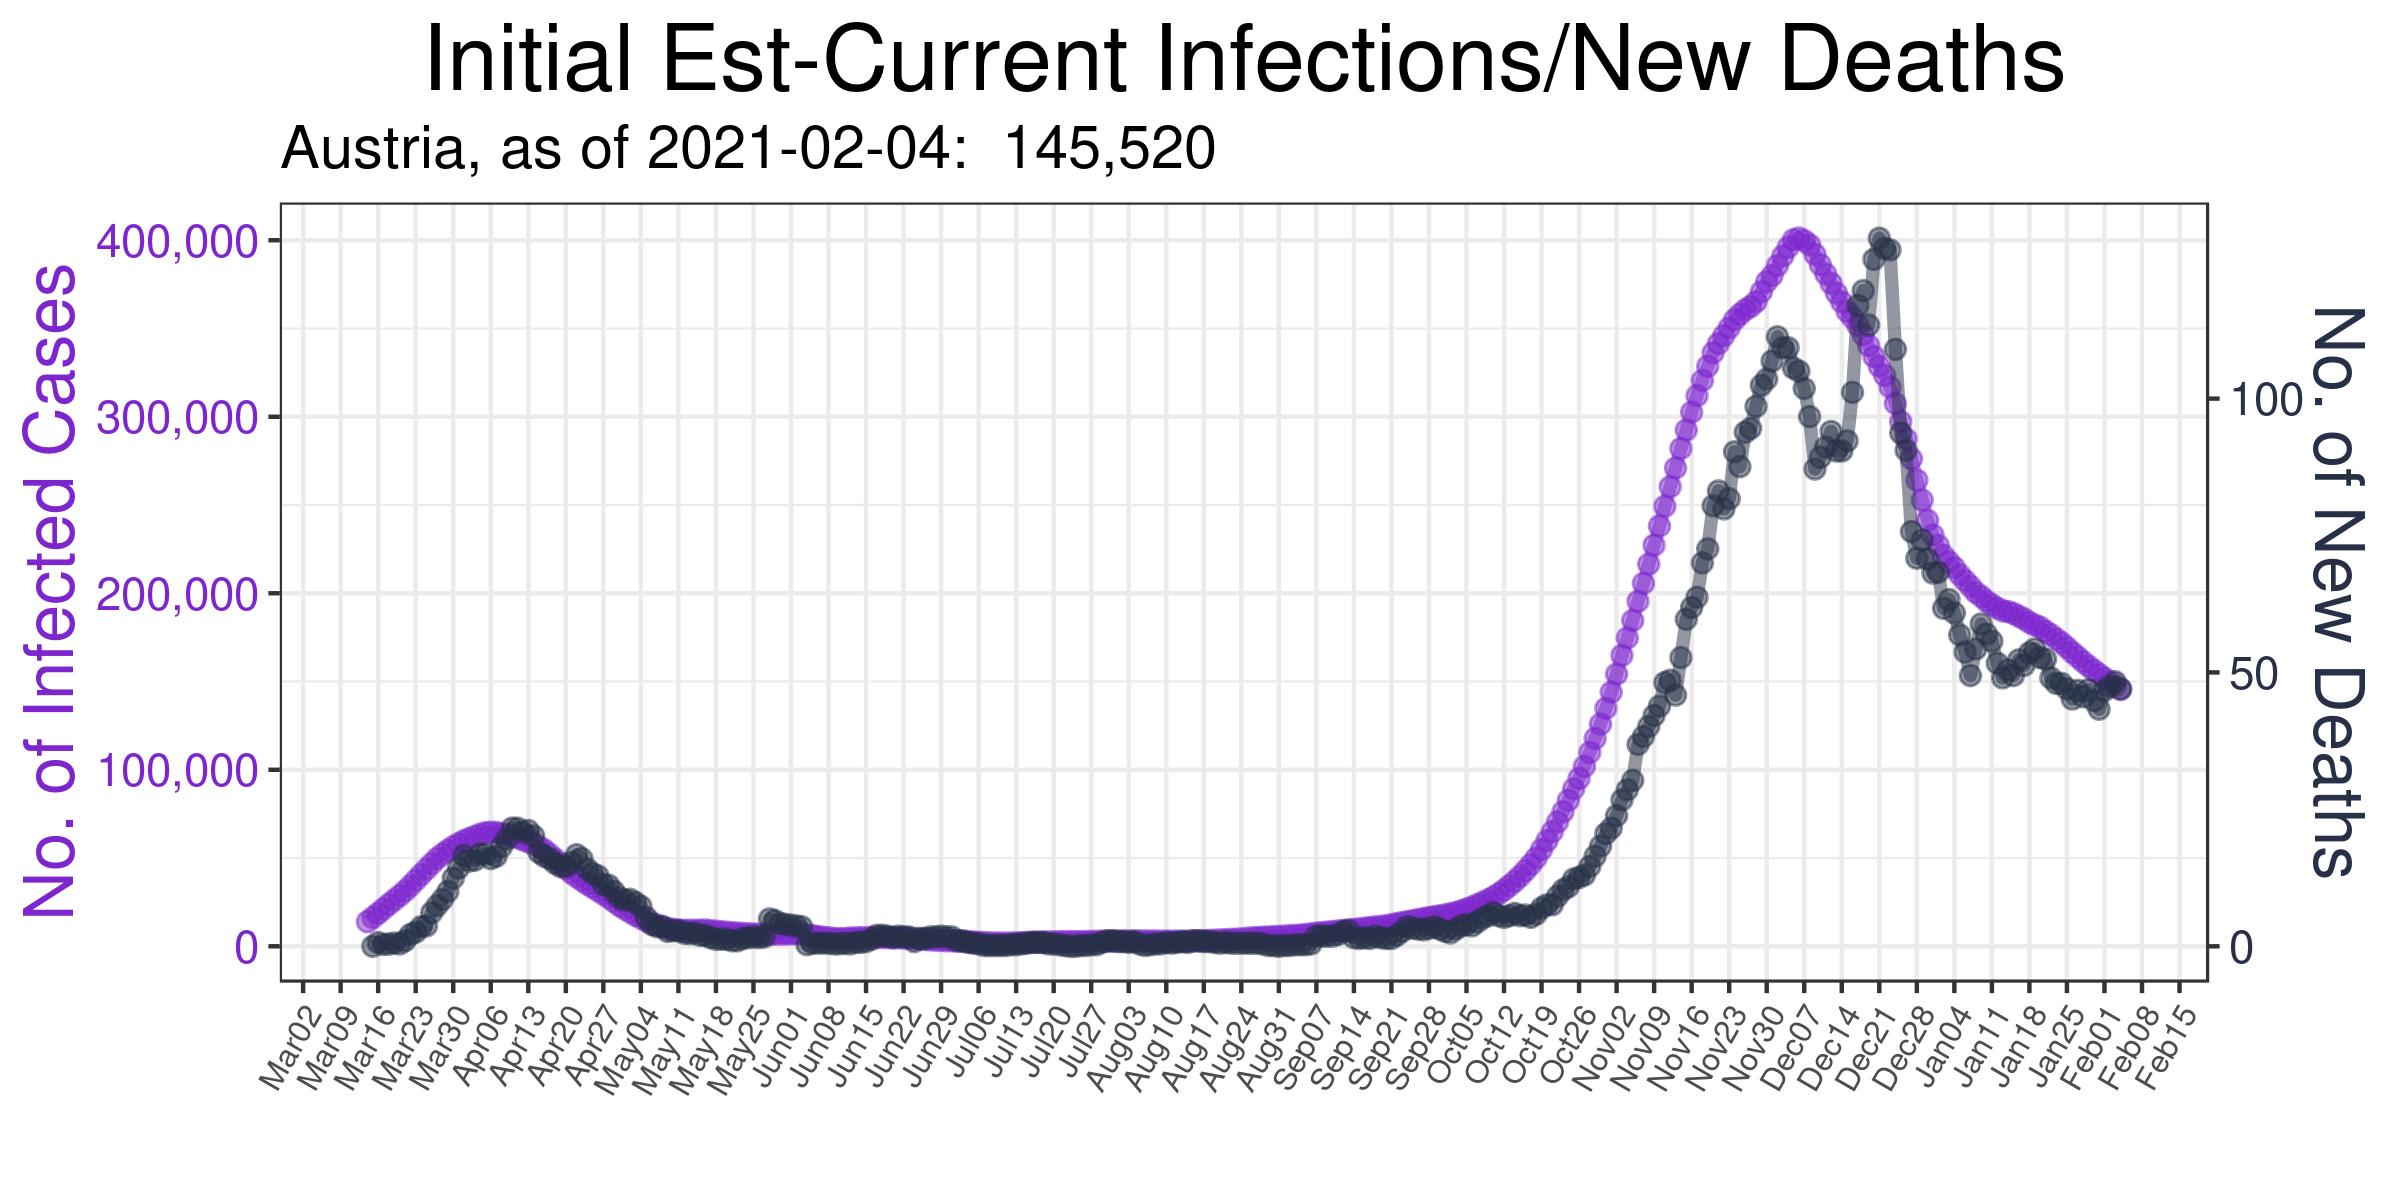 Initial Est-Current Infections/New Deaths
Austria, as of 2021-02-04:  145,520
No. of Infected Cases
400,000
300,000
200,000
100,000
0
100
50
0
No. of New Deaths
Mar02
Mar09
Mar16
Mar23
Mar30
Apr06
Apr13
Apr20
Apr27
May04
May11
May18
May25
Jun01
Jun08
Jun15
Jun22
Jun29
Jul06
Jul13
Jul20
Jul27
Aug03
Aug10
Aug17
Aug24
Aug31
Sep07
Sep14
Sep21
Sep28
Oct05
Oct12
Oct19
Oct26
Nov02
Nov09
Nov16
Nov23
Nov30
Dec07
Dec14
Dec21
Dec28
Jan04
Jan11
Jan18
Jan25
Feb01
Feb08
Feb15